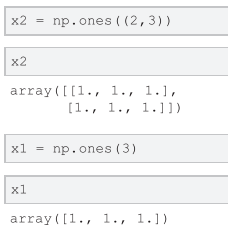 x2 = np.ones((2,3))
x2
array([[1., 1., 1.],
       [1., 1., 1.]])
x1 = np.ones(3)
x1
array([1., 1., 1.])